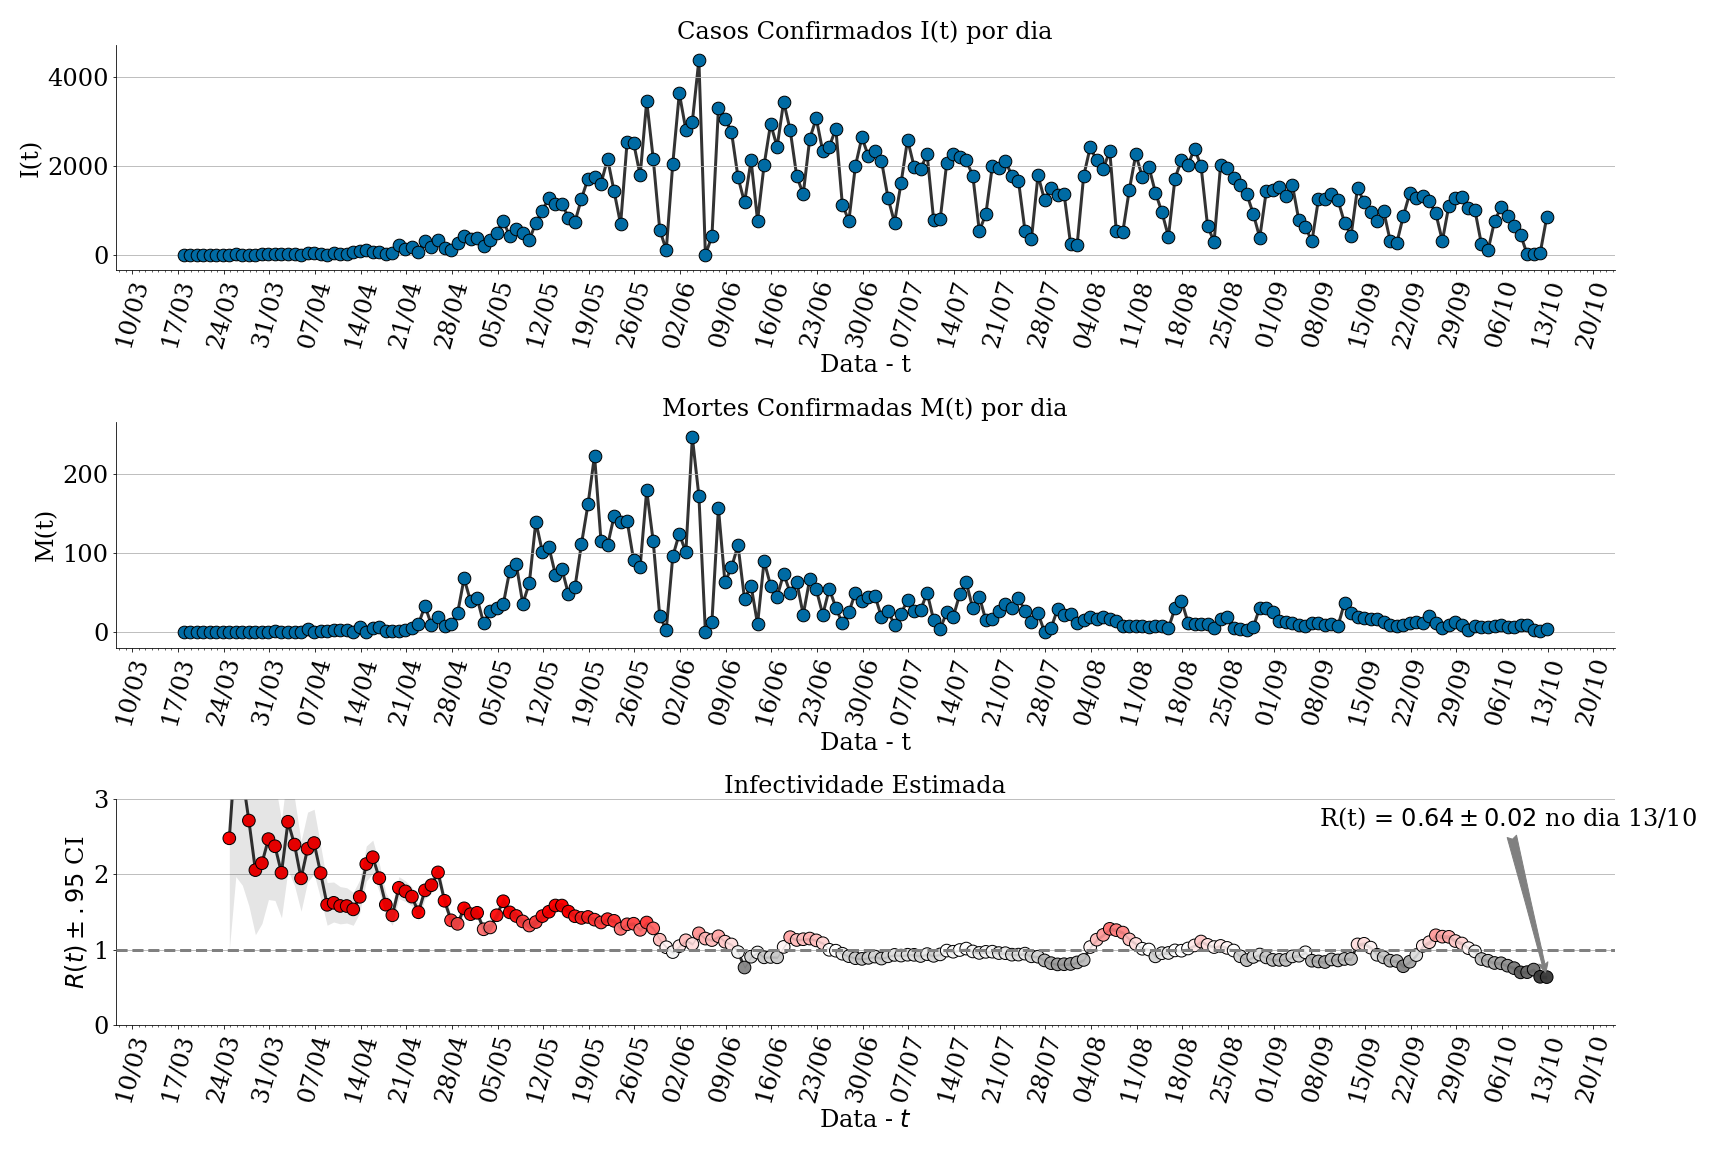 Casos Confirmados I(t) por dia
I(t)
4000
2000
0
10/03 17/03 24/03 31/03 07/04 14/04 21/04 28/04 05/05 12/05 19/05 26/05 02/06 09/06 16/06 23/06 30/06 07/07 14/07 21/07 28/07 04/08 11/08 18/08 25/08 01/09 08/09 15/09 22/09 29/09 06/10 13/10 20/10
Data - t
Mortes Confirmadas M(t) por dia
M(t)
200
100
0
10/03 17/03 24/03 31/03 07/04 14/04 21/04 28/04 05/05 12/05 19/05 26/05 02/06 09/06 16/06 23/06 30/06 07/07 14/07 21/07 28/07 04/08 11/08 18/08 25/08 01/09 08/09 15/09 22/09 29/09 06/10 13/10 20/10
Data - t
Infectividade Estimada
R(t) ± .95 CI
3
2
1
0
R(t) = 0.64 ± 0.02 no dia 13/10
10/03 17/03 24/03 31/03 07/04 14/04 21/04 28/04 05/05 12/05 19/05 26/05 02/06 09/06 16/06 23/06 30/06 07/07 14/07 21/07 28/07 04/08 11/08 18/08 25/08 01/09 08/09 15/09 22/09 29/09 06/10 13/10 20/10
Data - t